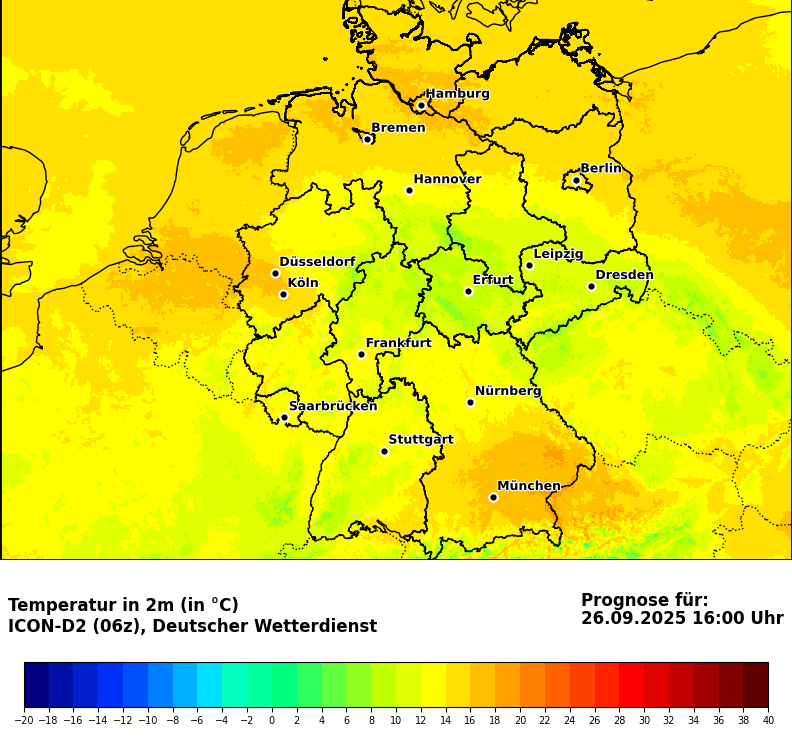 Hamburg
Bremen
Berlin
Hannover
Leipzig
Düsseldorf
Dresden
Köln
Erfurt
Frankfurt
Nürnberg
Saarbrücken
Stuttgart
München
Temperatur in 2m (in °C)
ICON-D2 (06z), Deutscher Wetterdienst
Prognose für:
26.09.2025 16:00 Uhr
−20 −18 −16 −14 −12 −10 −8 −6 −4 −2 0 2 4 6 8 10 12 14 16 18 20 22 24 26 28 30 32 34 36 38 40